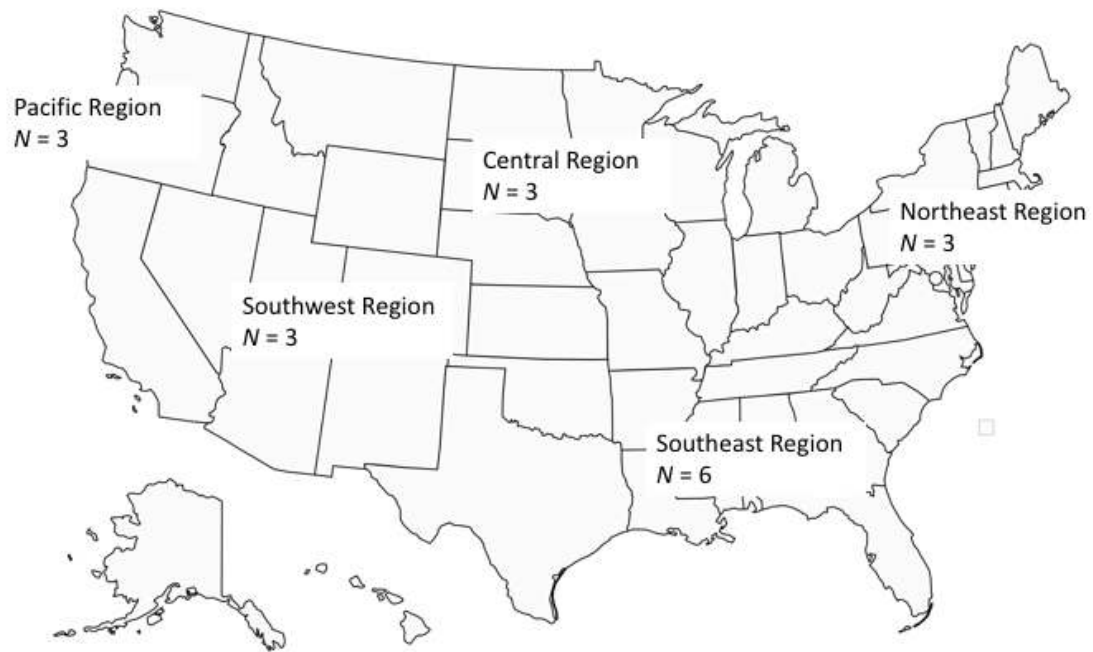 Pacific Region
N = 3
Central Region
N = 3
Northeast Region
N = 3
Southwest Region
N = 3
Southeast Region
N = 6